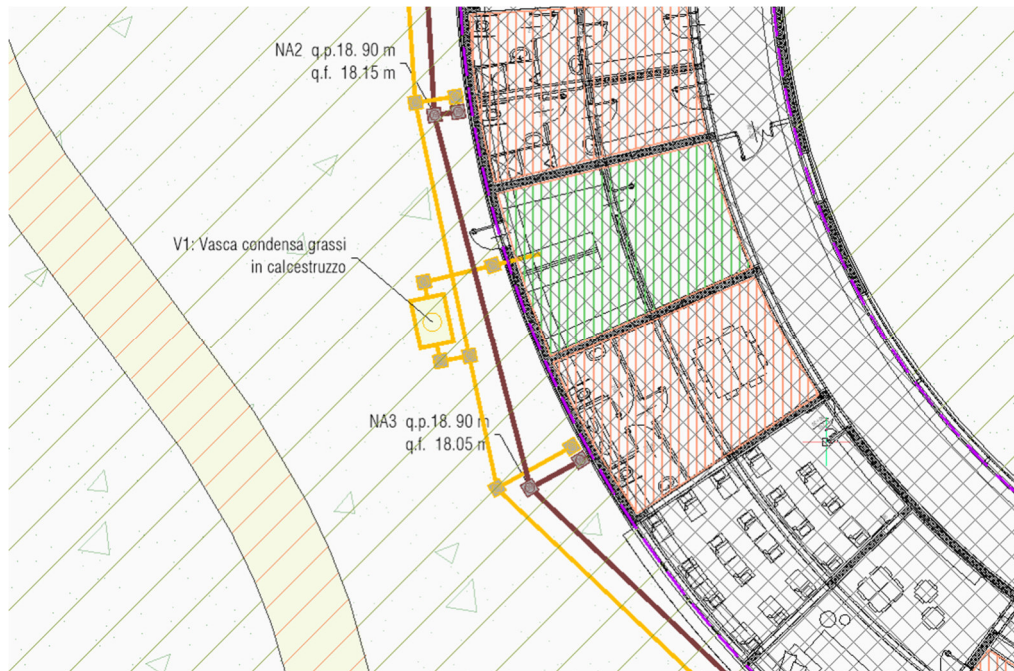 NA2 q.p.18. 90 m
q.f. 18.15 m
V1: Vasca condensa grassi
in calcestruzzo
NA3 q.p.18. 90 m
q.f. 18.05 m